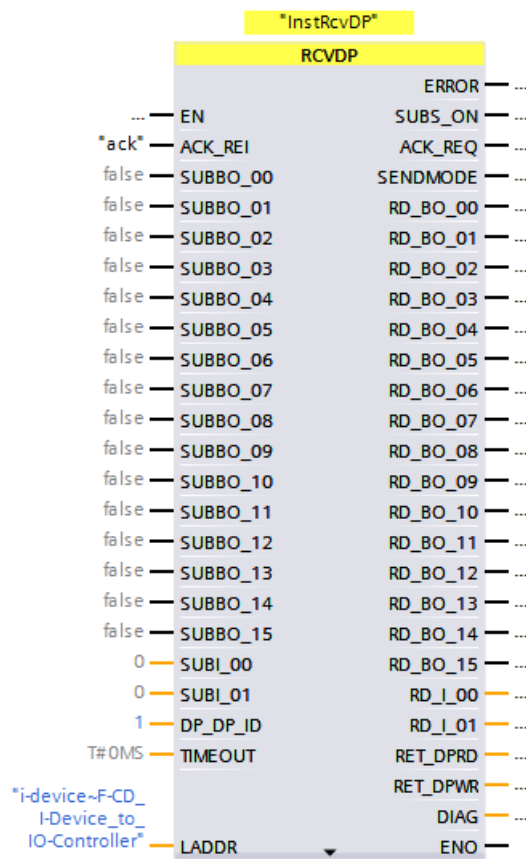 "InstRcvDP"
RCVDP
ERROR ...
... EN SUBS_ON ...
"ack" ACK_REI ACK_REQ ...
false SUBBO_00 SENDMODE ...
false SUBBO_01 RD_BO_00 ...
false SUBBO_02 RD_BO_01 ...
false SUBBO_03 RD_BO_02 ...
false SUBBO_04 RD_BO_03 ...
false SUBBO_05 RD_BO_04 ...
false SUBBO_06 RD_BO_05 ...
false SUBBO_07 RD_BO_06 ...
false SUBBO_08 RD_BO_07 ...
false SUBBO_09 RD_BO_08 ...
false SUBBO_10 RD_BO_09 ...
false SUBBO_11 RD_BO_10 ...
false SUBBO_12 RD_BO_11 ...
false SUBBO_13 RD_BO_12 ...
false SUBBO_14 RD_BO_13 ...
false SUBBO_15 RD_BO_14 ...
0 SUBI_00 RD_BO_15 ...
0 SUBI_01 RD_I_00 ...
1 DP_DP_ID RD_I_01 ...
T#0MS TIMEOUT RET_DPRD ...
RET_DPWR ...
"i-device~F-CD_
I-Device_to_ DIAG ...
IO-Controller" LADDR ENO